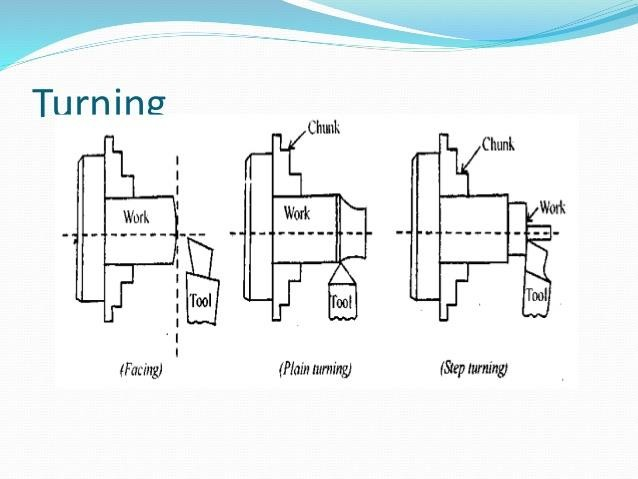 Turning
Chunk
Chunk
Work
Work
Work
Tool
Tool
Tool
(Facing)
(Plain turning)
(Step turning)